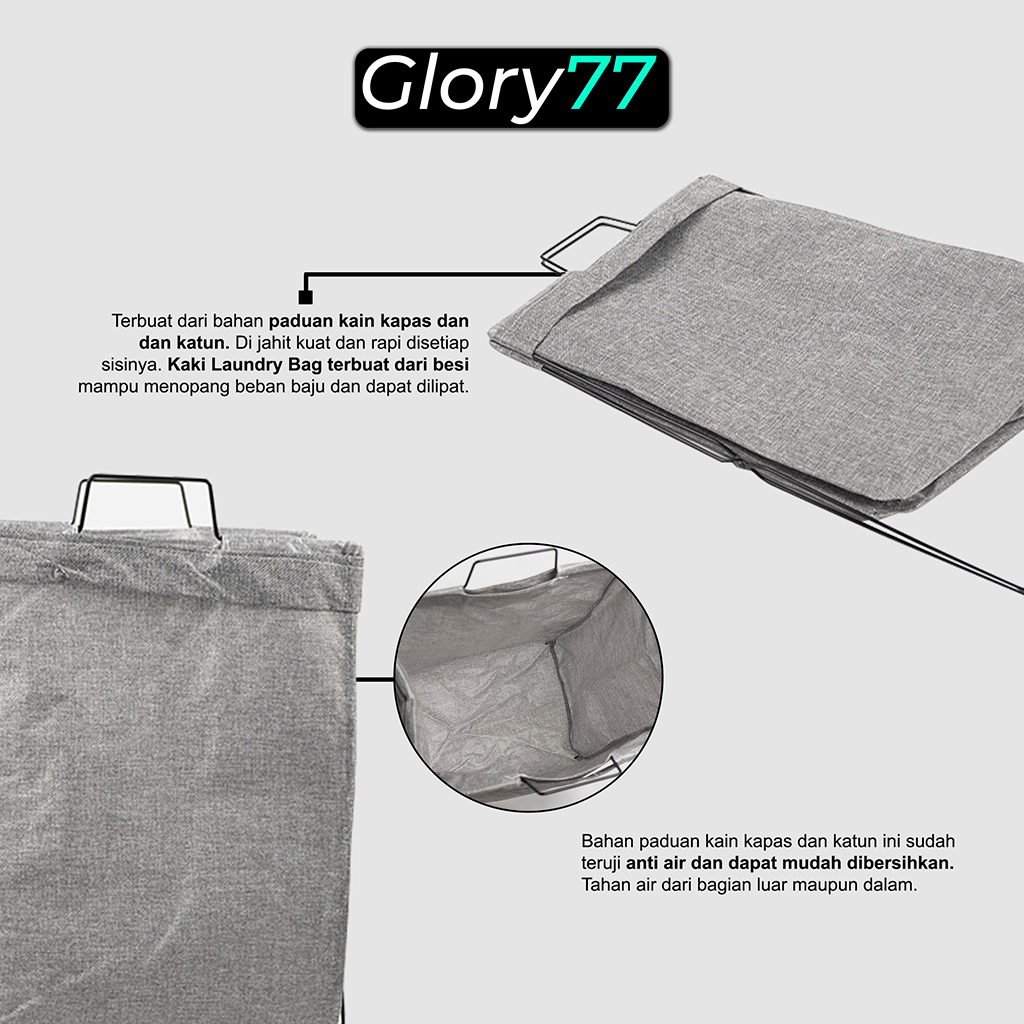 Glory77
Terbuat dari bahan paduan kain kapas dan
dan katun. Di jahit kuat dan rapi disetiap
sisinya. Kaki Laundry Bag terbuat dari besi
mampu menopang beban baju dan dapat dilipat.
Bahan paduan kain kapas dan katun ini sudah
teruji anti air dan dapat mudah dibersihkan.
Tahan air dari bagian luar maupun dalam.